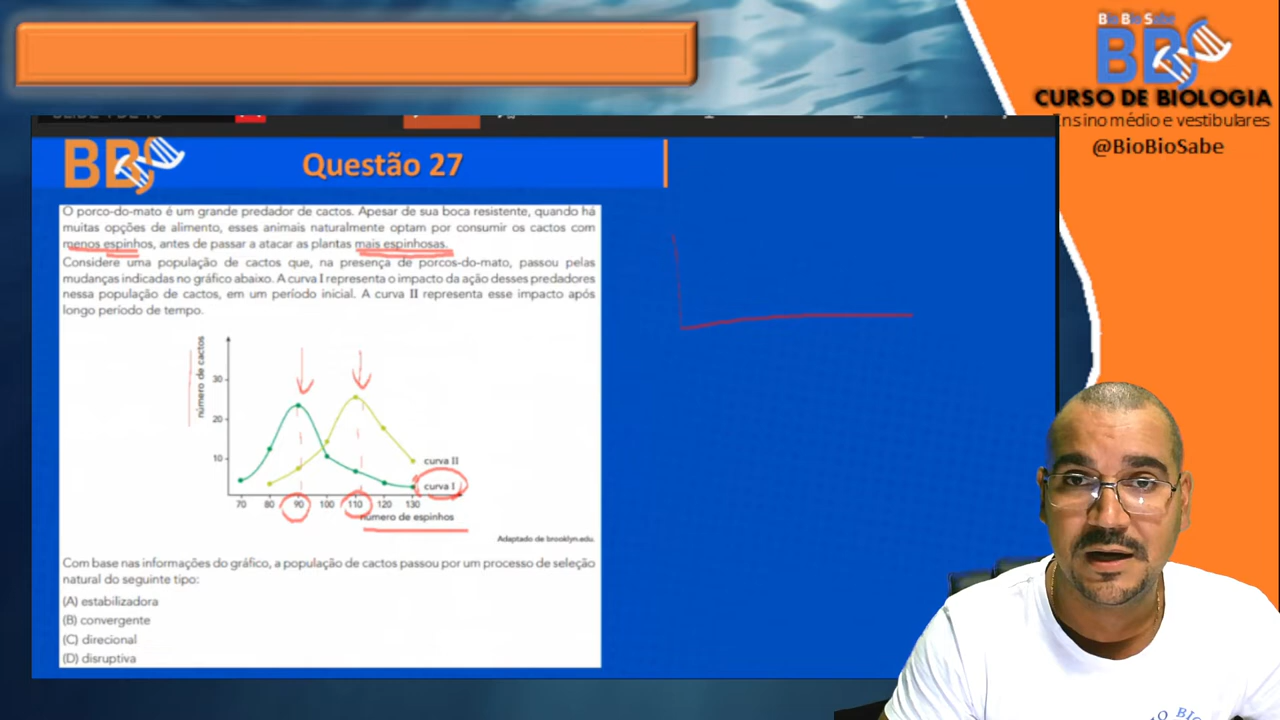 Bio Bio Sabe
BBS
CURSO DE BIOLOGIA
Ensino médio e vestibulares
@BioBioSabe
BBS
Questão 27
O porco-do-mato é um grande predador de cactos. Apesar de sua boca resistente, quando há
muitas opções de alimento, esses animais naturalmente optam por consumir os cactos com
menos espinhos, antes de passar a atacar as plantas mais espinhosas.
Considere uma população de cactos que, na presença de porcos-do-mato, passou pelas
mudanças indicadas no gráfico abaixo. A curva I representa o impacto da ação desses predadores
nessa população de cactos, em um período inicial. A curva II representa esse impacto após
longo período de tempo.
número de cactos
30
20
10
curva II
curva I
70 80 90 100 110 120 130
número de espinhos
Adaptado de brooklyn.edu.
Com base nas informações do gráfico, a população de cactos passou por um processo de seleção
natural do seguinte tipo:
(A) estabilizadora
(B) convergente
(C) direcional
(D) disruptiva